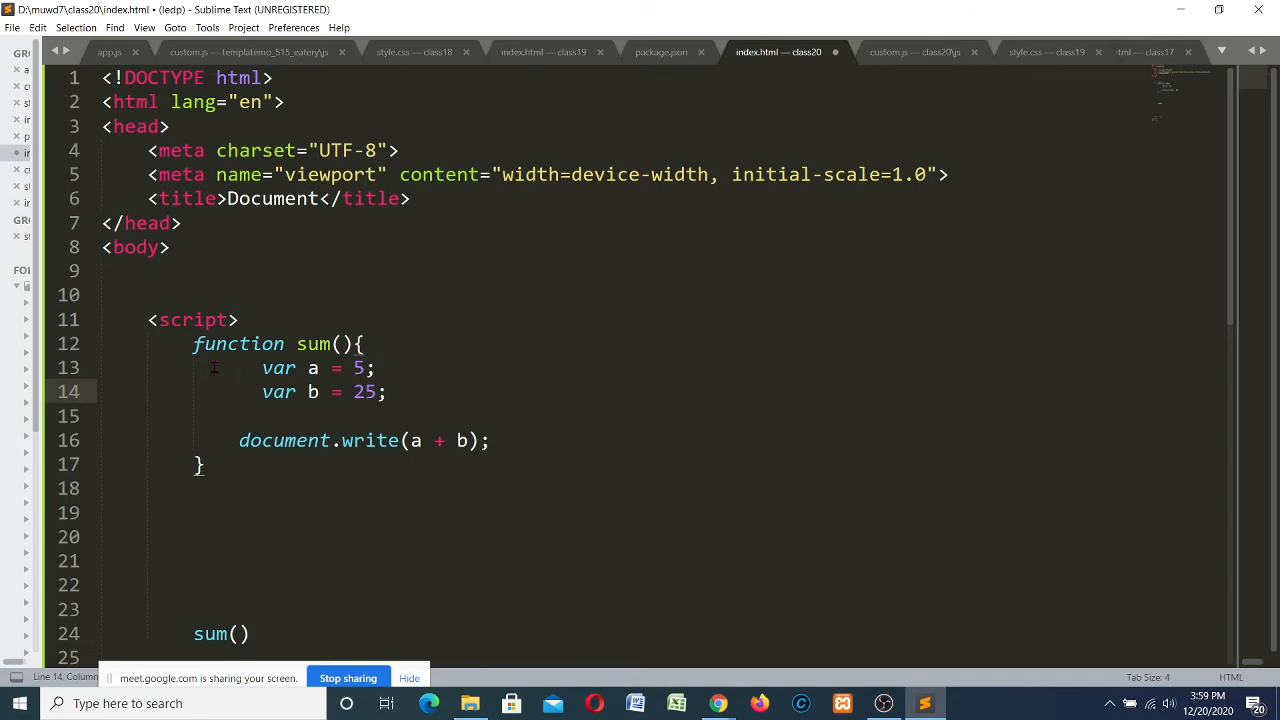 D:\muwd7\class20\index.html • (ledp) - Sublime Text (UNREGISTERED)
File Edit Selection Find View Goto Tools Project Preferences Help
app.js custom.js — templatemo_515_eatery\js style.css — class18 index.html — class19 package.json index.html — class20 custom.js — class20\js style.css — class19 — class17
1 <!DOCTYPE html>
2 <html lang="en">
3 <head>
4 <meta charset="UTF-8">
5 <meta name="viewport" content="width=device-width, initial-scale=1.0">
6 <title>Document</title>
7 </head>
8 <body>
9
10
11 <script>
12 function sum(){
13 var a = 5;
14 var b = 25;
15
16 document.write(a + b);
17 }
18
19
20
21
22
23
24 sum()
25
meet.google.com is sharing your screen. Stop sharing Hide
Tab Size: 4 HTML
Type here to search
3:59 PM
12/20/2020
20